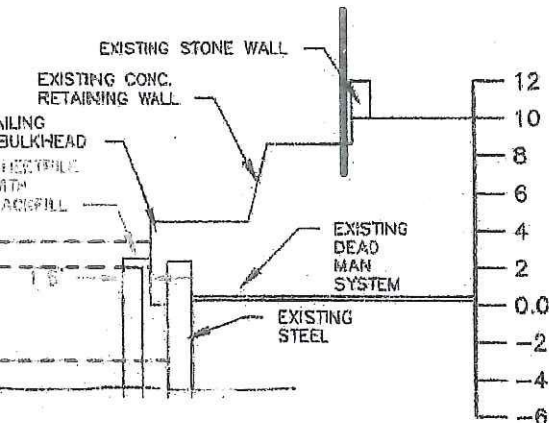 EXISTING STONE WALL
EXISTING CONC.
RETAINING WALL
AILING
BULKHEAD
ACKFILL
EXISTING
DEAD
MAN
SYSTEM
EXISTING
STEEL
12
10
8
6
4
2
0.0
-2
-4
-6